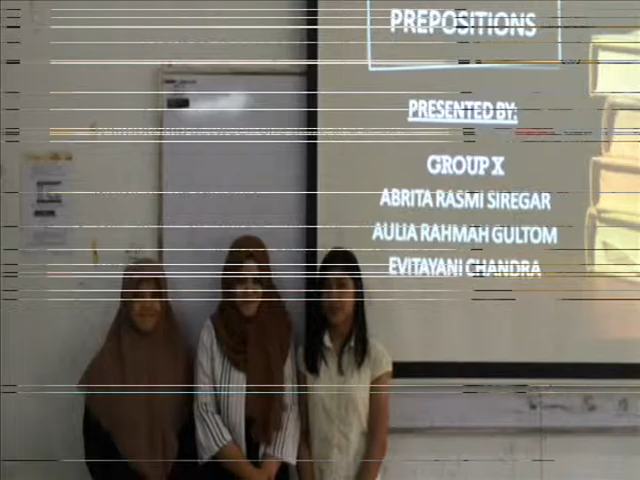 PREPOSITIONS
PRESENTED BY:
GROUP X
ABRITA RASMI SIREGAR
AULIA RAHMAH GULTOM
EVITAYANI CHANDRA